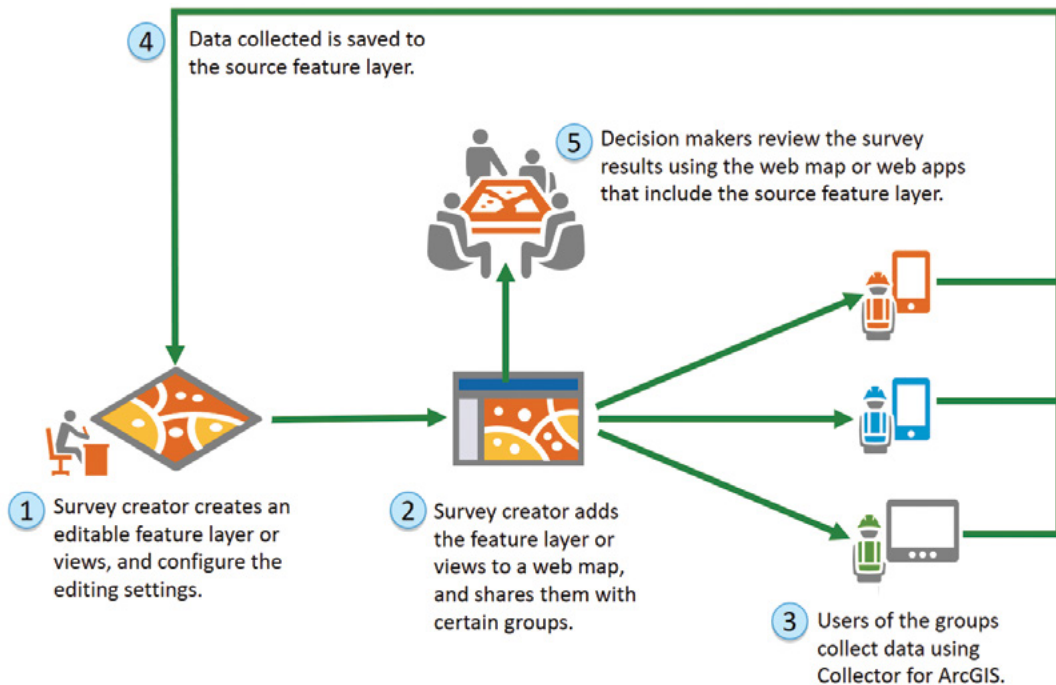 4
Data collected is saved to
the source feature layer.
5
Decision makers review the survey
results using the web map or web apps
that include the source feature layer.
1
Survey creator creates an
editable feature layer or
views, and configure the
editing settings.
2
Survey creator adds
the feature layer or
views to a web map,
and shares them with
certain groups.
3
Users of the groups
collect data using
Collector for ArcGIS.